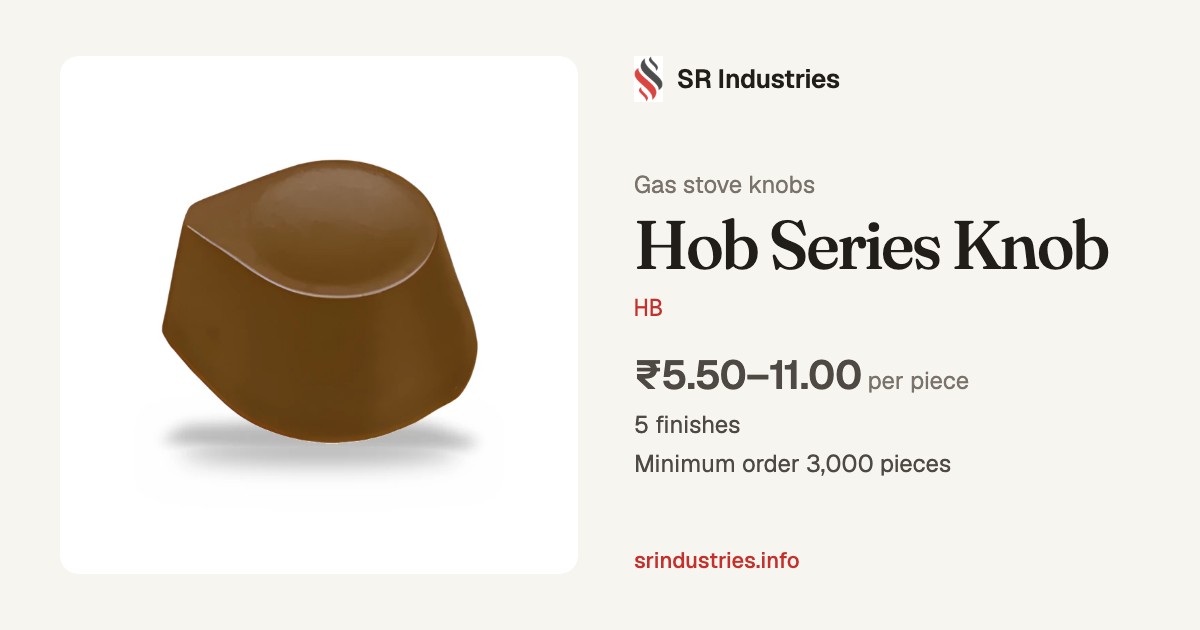 SR Industries
Gas stove knobs
Hob Series Knob
HB
₹5.50–11.00 per piece
5 finishes
Minimum order 3,000 pieces
srindustries.info